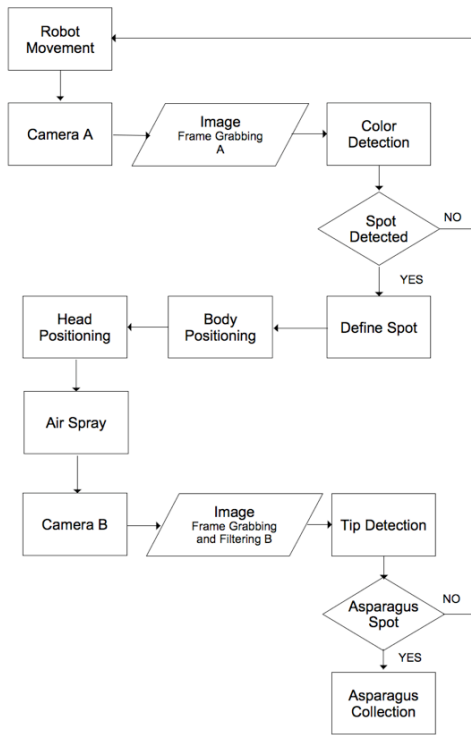 Robot
Movement
Camera A
Image
Frame Grabbing
A
Color
Detection
Spot
Detected
NO
YES
Head
Positioning
Body
Positioning
Define Spot
Air Spray
Camera B
Image
Frame Grabbing
and Filtering B
Tip Detection
Asparagus
Spot
NO
YES
Asparagus
Collection